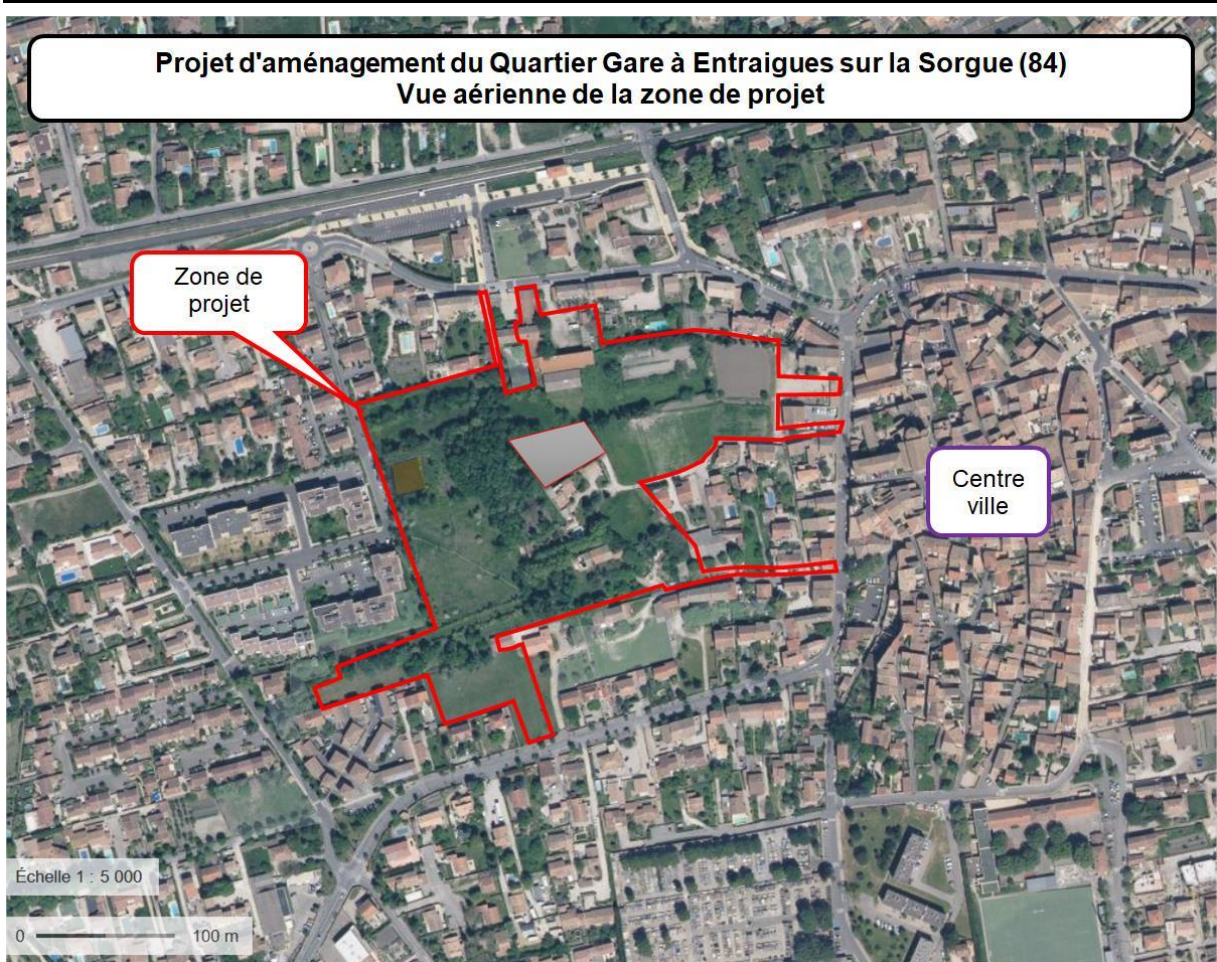 Projet d'aménagement du Quartier Gare à Entraigues sur la Sorgue (84)
Vue aérienne de la zone de projet
Zone de
projet
Centre
ville
Échelle 1 : 5 000
0 100 m